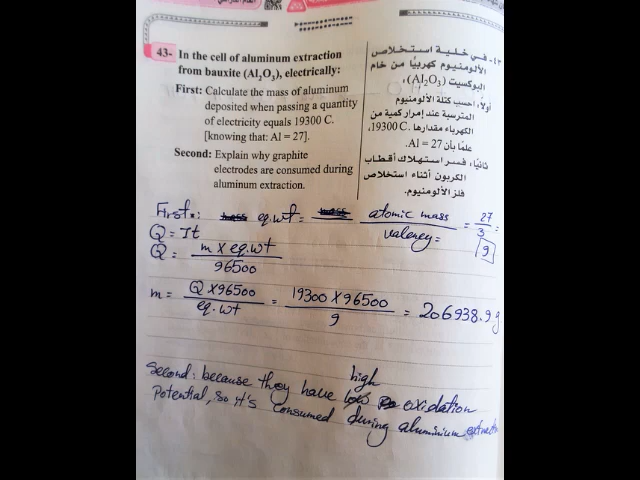 43- In the cell of aluminum extraction
from bauxite (Al₂O₃), electrically:
First: Calculate the mass of aluminum
deposited when passing a quantity
of electricity equals 19300 C.
[knowing that: Al = 27].
Second: Explain why graphite
electrodes are consumed during
aluminum extraction.
٤٣- في خلية استخلاص
الألومنيوم كهربيًا من خام
البوكسيت (Al₂O₃)،
أولًا: احسب كتلة الألومنيوم
المترسبة عند إمرار كمية من
الكهرباء مقدارها 19300 C.
علمًا بأن Al = 27.
ثانيًا: فسر استهلاك أقطاب
الكربون أثناء استخلاص
فلز الألومنيوم.
First: eq.wt = atomic mass / valency = 27 / 3 = 9
Q = It
Q = m x eq.wt / 96500
m = Q x 96500 / eq.wt = 19300 x 96500 / 9 = 206938.9 g
Second: because they have high oxidation
Potential, so it's consumed during aluminium extraction